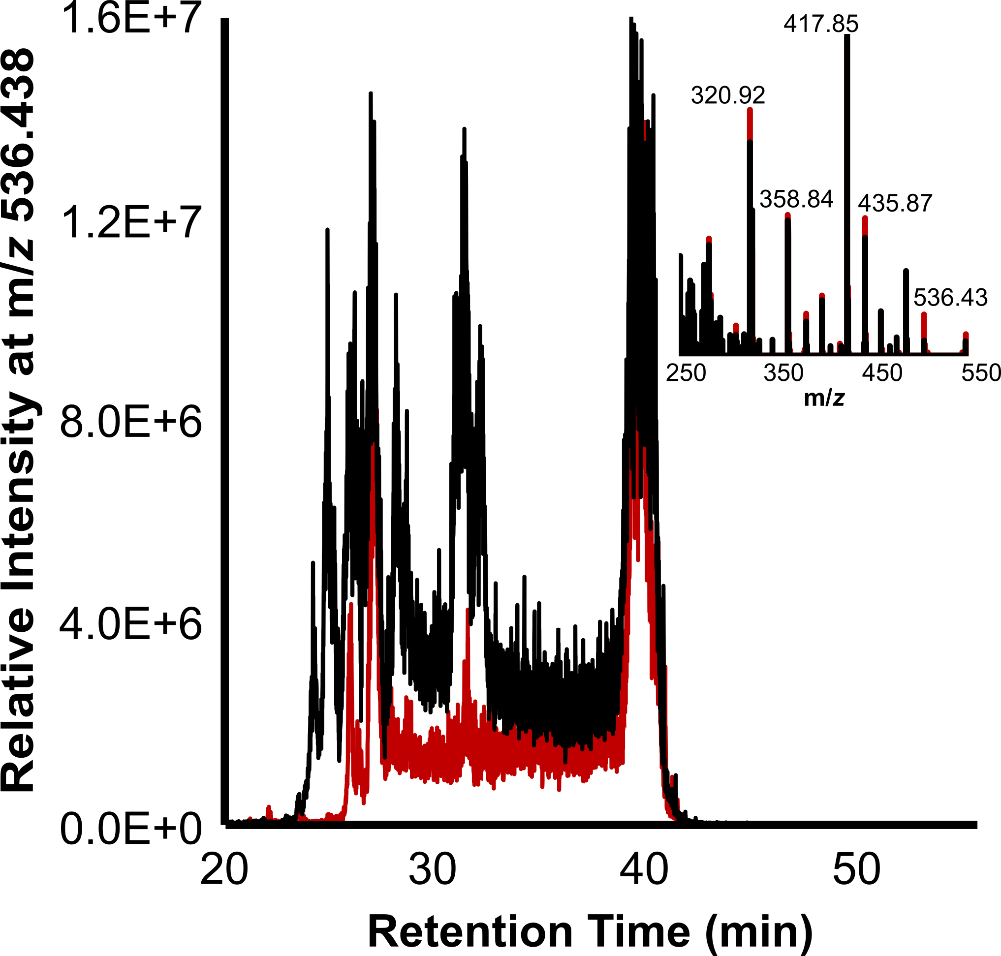 Relative Intensity at m/z 536.438
1.6E+7
1.2E+7
8.0E+6
4.0E+6
0.0E+0
20 30 40 50
Retention Time (min)
417.85
320.92
358.84
435.87
536.43
250 350 450 550
m/z